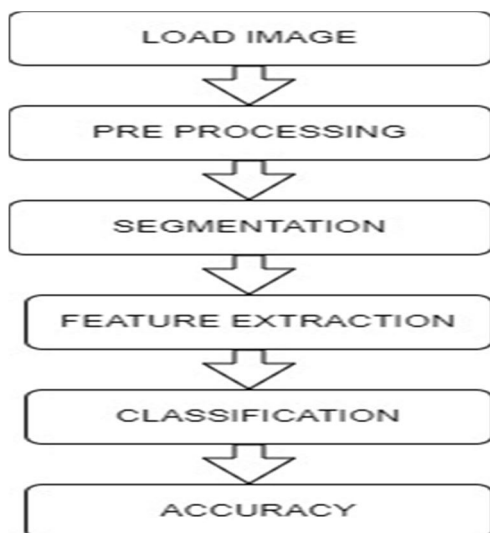 LOAD IMAGE
PRE PROCESSING
SEGMENTATION
FEATURE EXTRACTION
CLASSIFICATION
ACCURACY